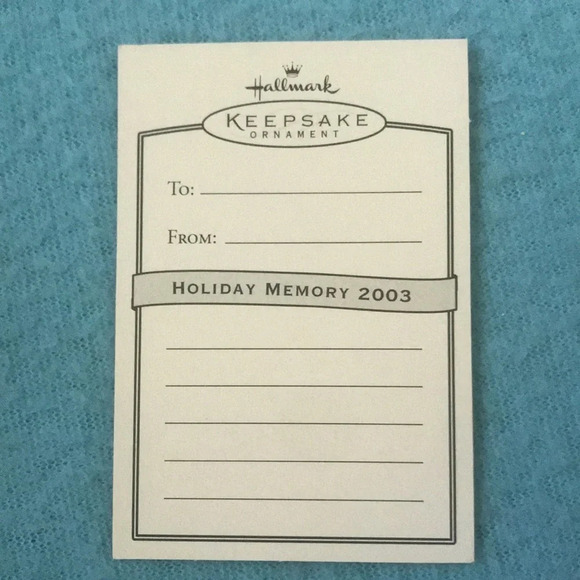 Hallmark
KEEPSAKE
ORNAMENT
TO:
FROM:
HOLIDAY MEMORY 2003